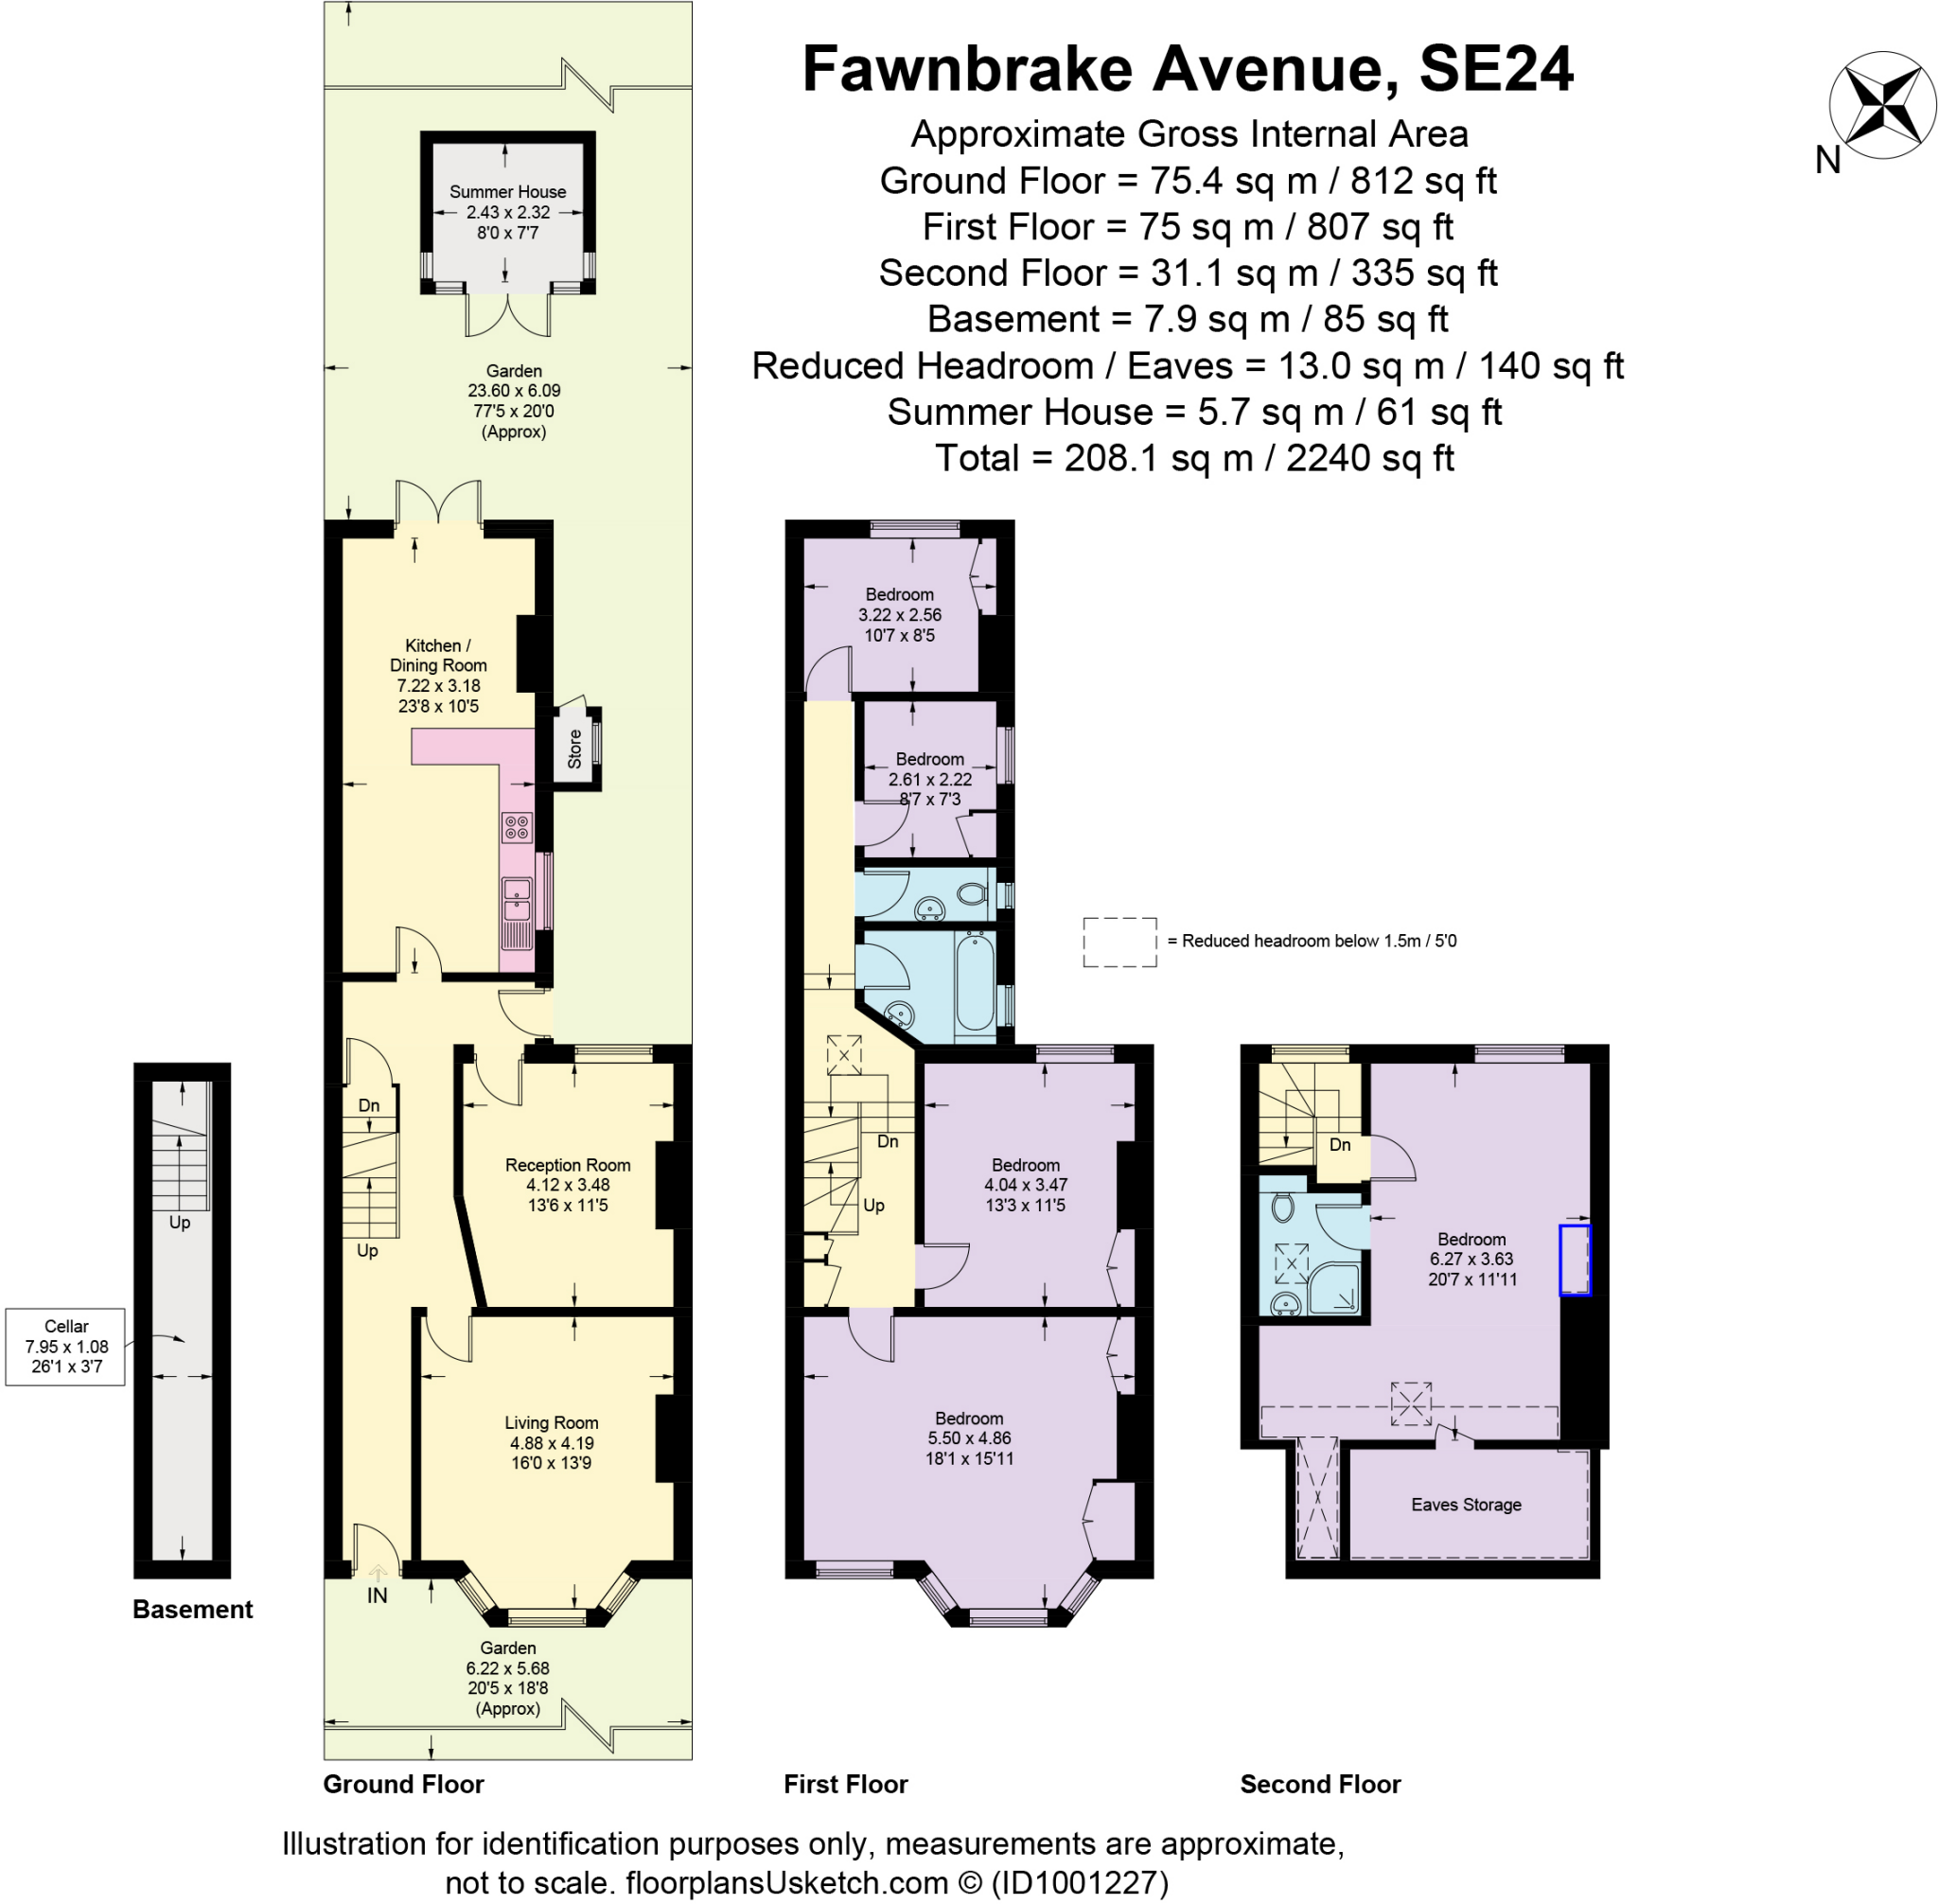 Fawnbrake Avenue, SE24
Approximate Gross Internal Area
Ground Floor = 75.4 sq m / 812 sq ft
First Floor = 75 sq m / 807 sq ft
Second Floor = 31.1 sq m / 335 sq ft
Basement = 7.9 sq m / 85 sq ft
Reduced Headroom / Eaves = 13.0 sq m / 140 sq ft
Summer House = 5.7 sq m / 61 sq ft
Total = 208.1 sq m / 2240 sq ft
N
Summer House
2.43 x 2.32
8'0 x 7'7
Garden
23.60 x 6.09
77'5 x 20'0
(Approx)
Kitchen /
Dining Room
7.22 x 3.18
23'8 x 10'5
Store
Dn
Up
Reception Room
4.12 x 3.48
13'6 x 11'5
Living Room
4.88 x 4.19
16'0 x 13'9
IN
Garden
6.22 x 5.68
20'5 x 18'8
(Approx)
Ground Floor
Up
Cellar
7.95 x 1.08
26'1 x 3'7
Basement
Bedroom
3.22 x 2.56
10'7 x 8'5
Bedroom
2.61 x 2.22
8'7 x 7'3
Dn
Up
Bedroom
4.04 x 3.47
13'3 x 11'5
Bedroom
5.50 x 4.86
18'1 x 15'11
First Floor
= Reduced headroom below 1.5m / 5'0
Dn
Bedroom
6.27 x 3.63
20'7 x 11'11
Eaves Storage
Second Floor
Illustration for identification purposes only, measurements are approximate,
not to scale. floorplansUsketch.com © (ID1001227)